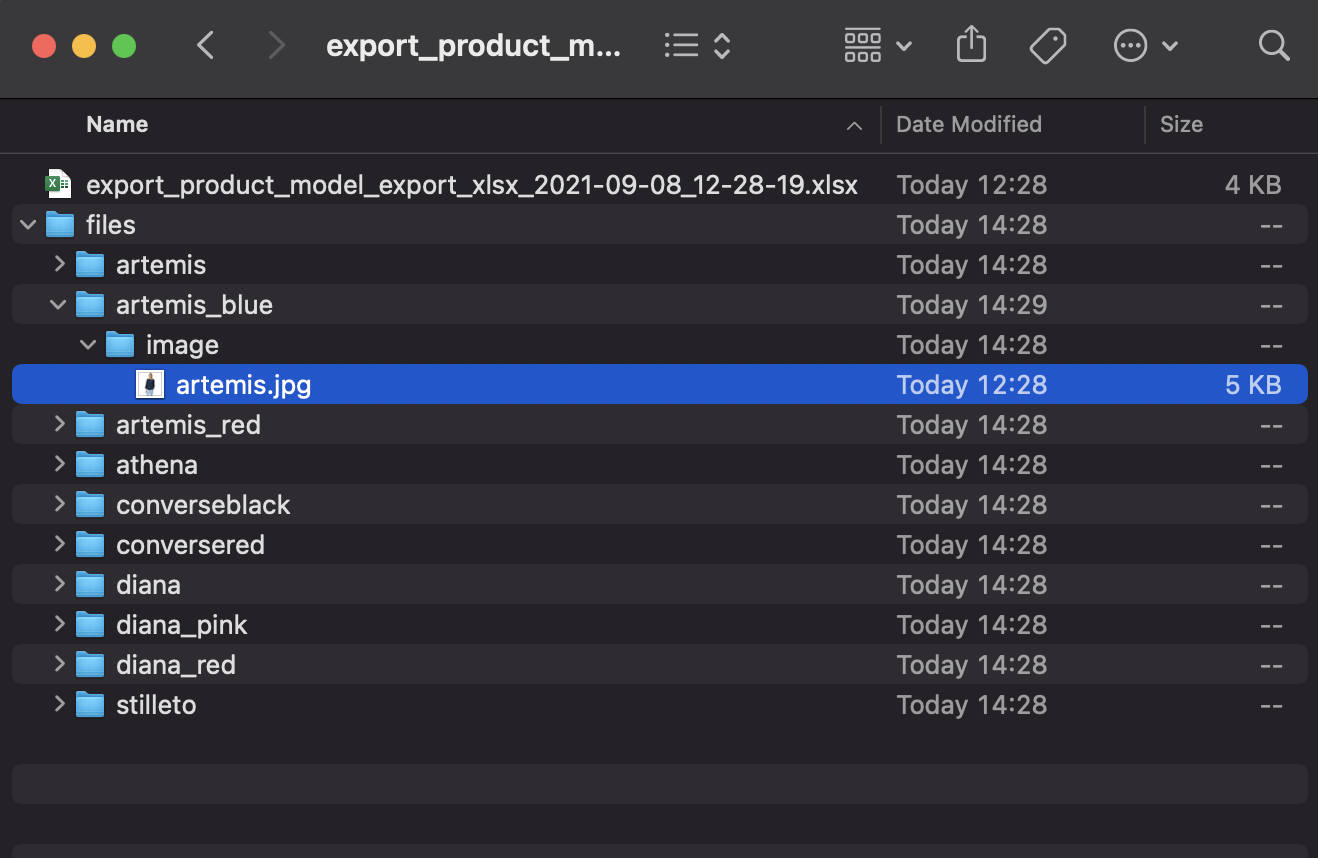 export_product_m...
Name Date Modified Size
export_product_model_export_xlsx_2021-09-08_12-28-19.xlsx Today 12:28 4 KB
files Today 14:28 --
artemis Today 14:28 --
artemis_blue Today 14:29 --
image Today 14:28 --
artemis.jpg Today 12:28 5 KB
artemis_red Today 14:28 --
athena Today 14:28 --
converseblack Today 14:28 --
conversered Today 14:28 --
diana Today 14:28 --
diana_pink Today 14:28 --
diana_red Today 14:28 --
stilleto Today 14:28 --